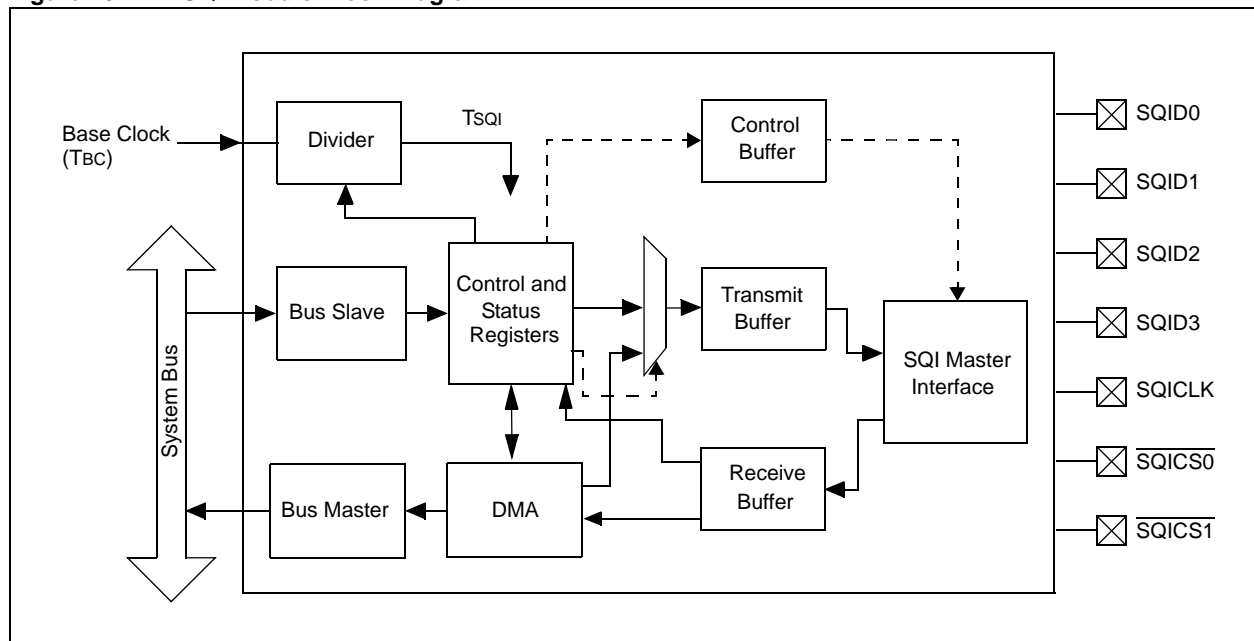 Base Clock
(TBC)
Divider
TSQI
Control
Buffer
System Bus
Bus Slave
Control and
Status
Registers
Transmit
Buffer
SQI Master
Interface
Bus Master
DMA
Receive
Buffer
SQID0
SQID1
SQID2
SQID3
SQICLK
SQICS0
SQICS1